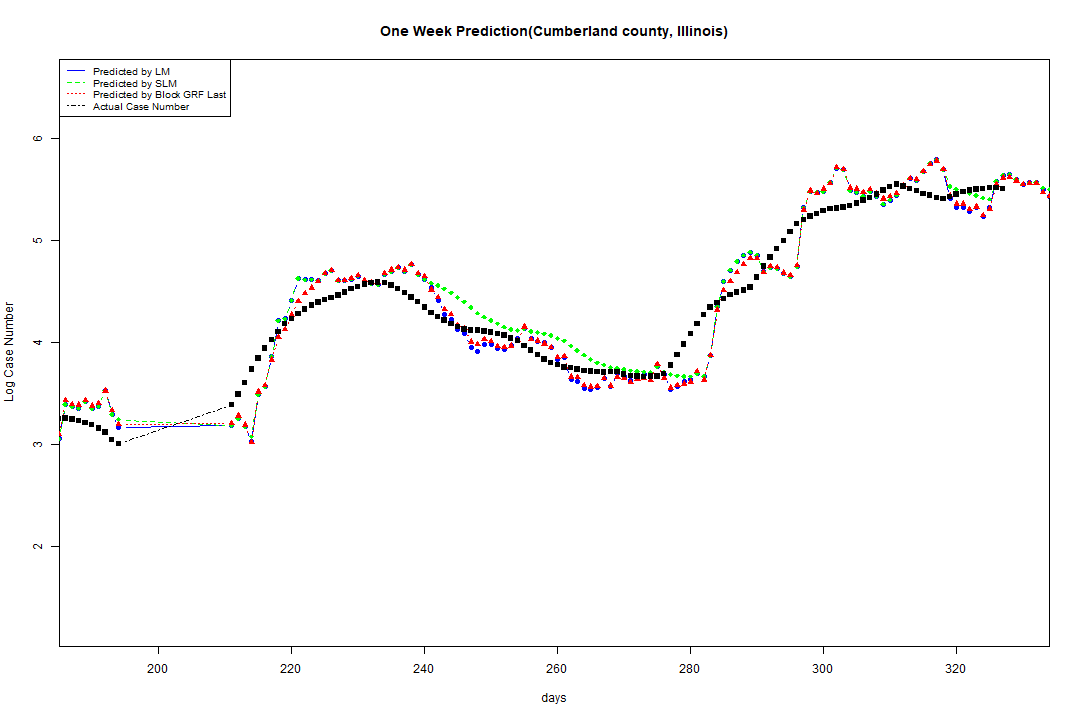 One Week Prediction(Cumberland county, Illinois)
Predicted by LM
Predicted by SLM
Predicted by Block GRF Last
Actual Case Number
6
5
4
3
2
Log Case Number
200 220 240 260 280 300 320
days